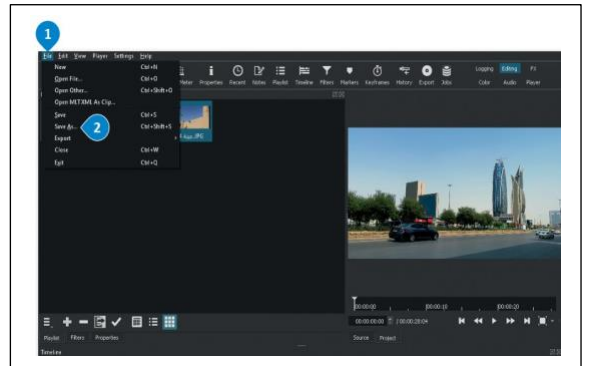 1
File Edit View Player Settings Help
New Ctrl+N
Open File... Ctrl+O
Open Other... Ctrl+Shift+O
Open MLT XML As Clip...
Save Ctrl+S
Save As... 2 Ctrl+Shift+S
Export
Close Ctrl+W
Exit Ctrl+Q
Meter Properties Recent Notes Playlist Timeline Filters Markers Keyframes History Export Jobs
Logging Editing FX
Color Audio Player
.JPG
00:00:00 00:00:10 00:00:20
00:00:00:00 / 00:00:28:04
Playlist Filters Properties
Source Project
Timeline